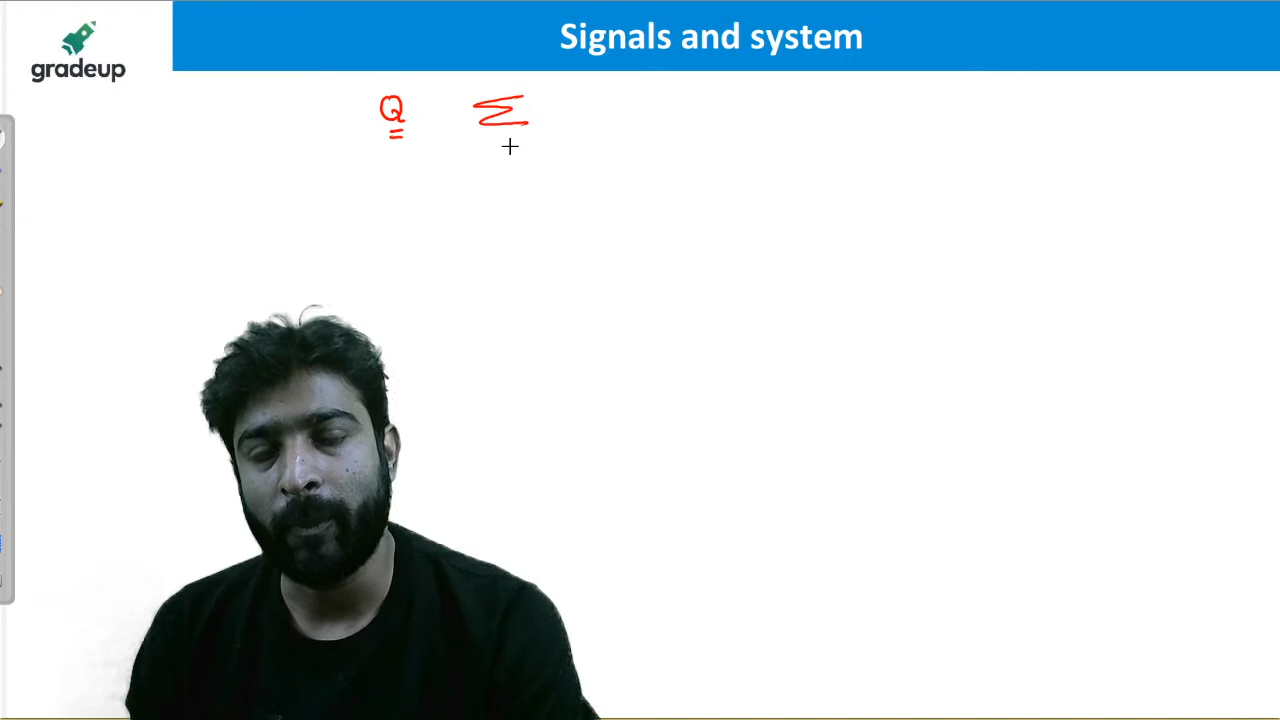 Signals and system
gradeup
Q Σ